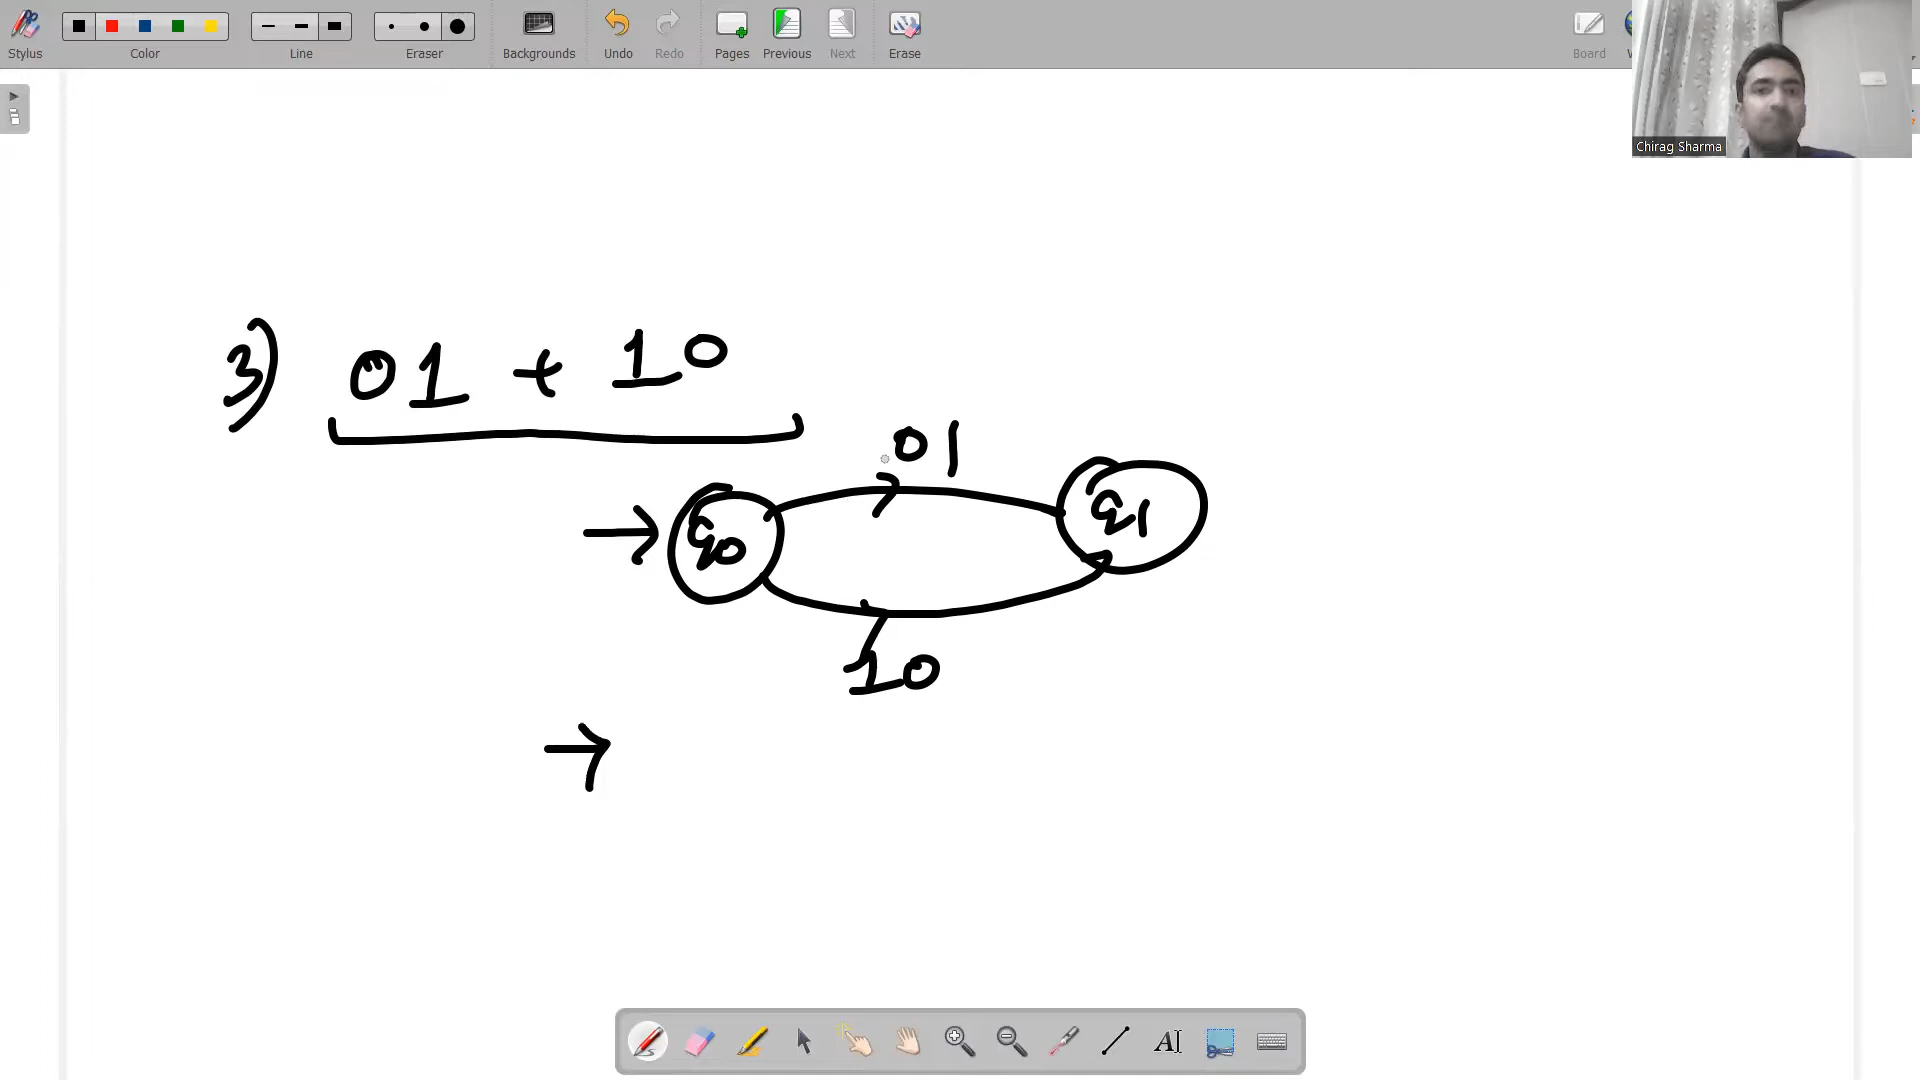 Stylus Color Line Eraser Backgrounds Undo Redo Pages Previous Next Erase Board
Chirag Sharma
3) 01 + 10
01
q0 q1
10